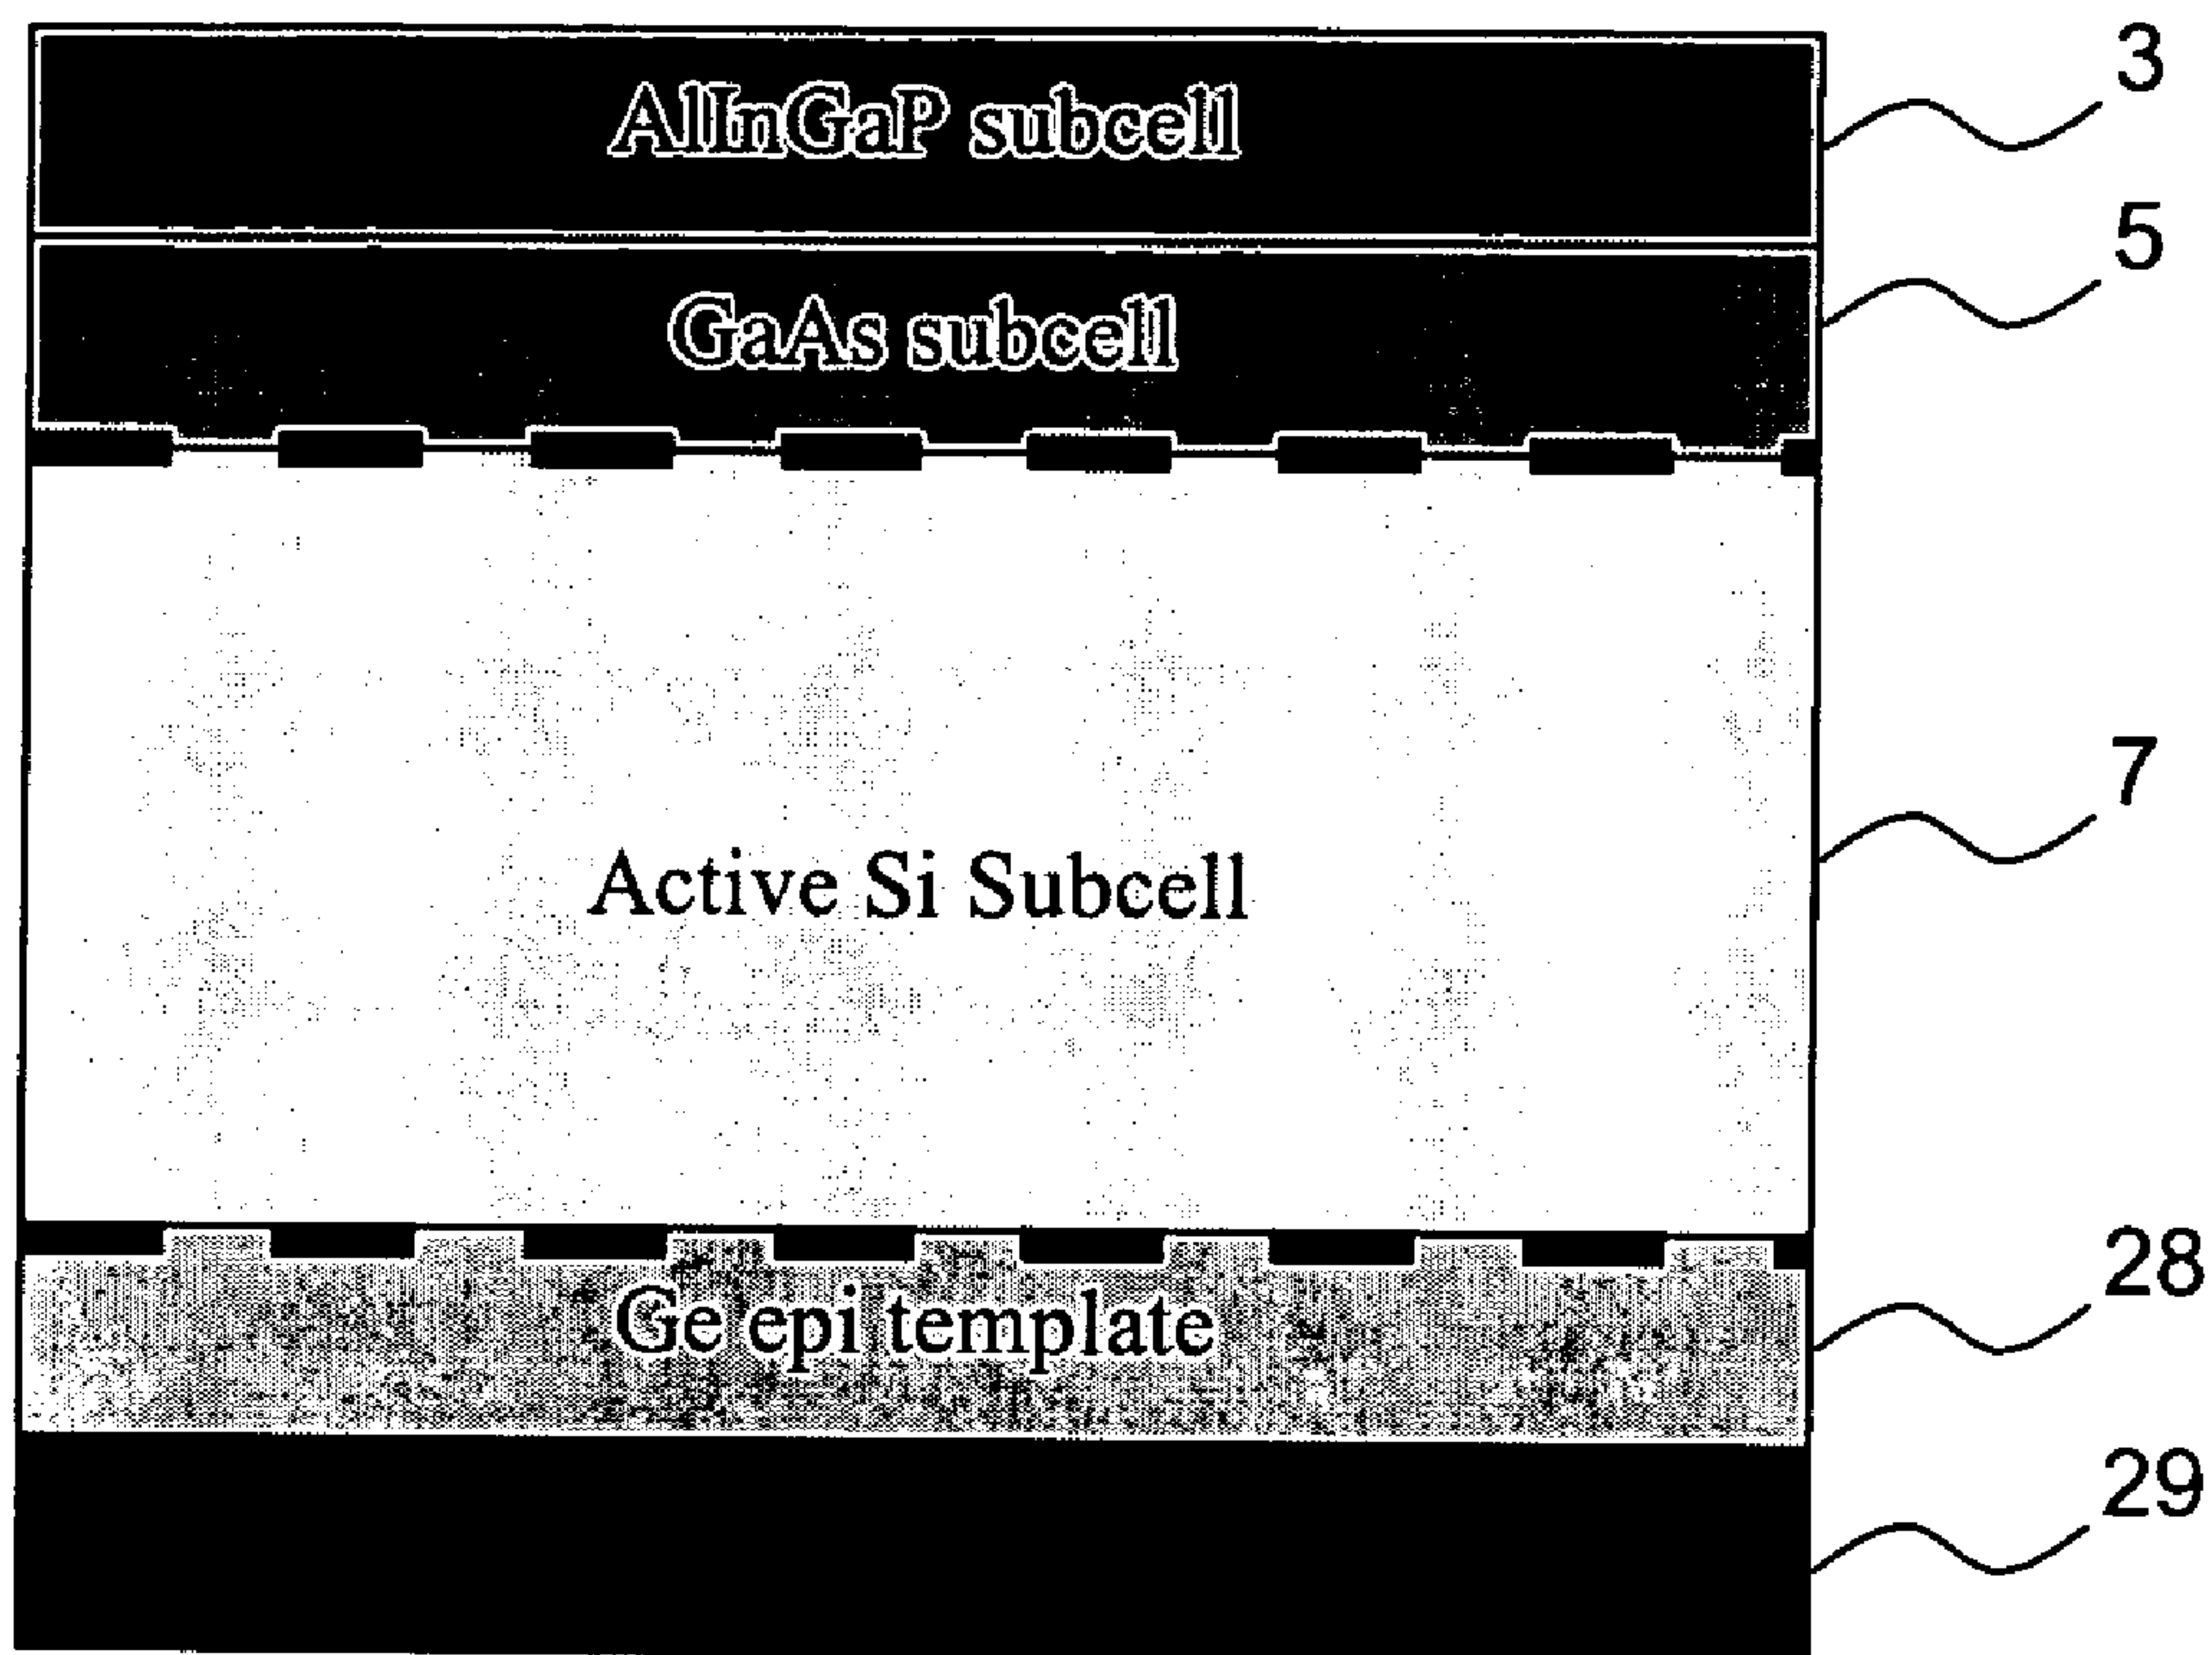 AlInGaP subcell
3
GaAs subcell
5
Active Si Subcell
7
Ge epi template
28
29